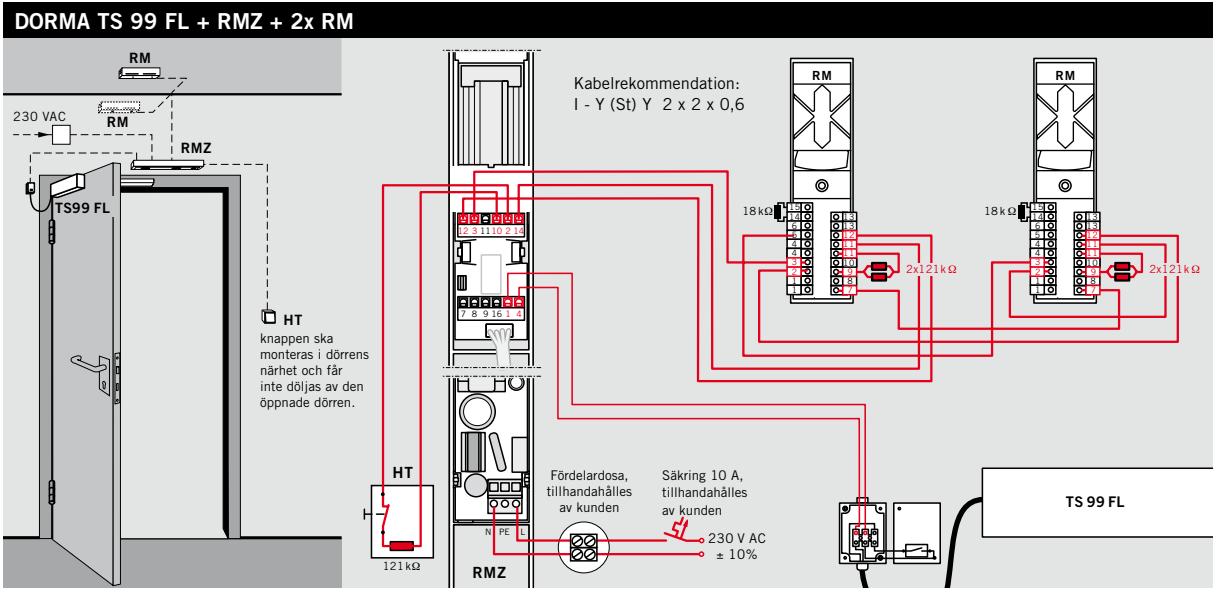 DORMA TS 99 FL + RMZ + 2x RM
RM
RM
230 VAC
RMZ
TS99 FL
HT
knappen ska
monteras i dörrens
närhet och får
inte döljas av den
öppnade dörren.
Kabelrekommendation:
I - Y (St) Y 2 x 2 x 0,6
12 3 11 10 2 14
7 8 9 16 1 4
HT
121kΩ
N PE L
RMZ
Fördelardosa,
tillhandahålles
av kunden
Säkring 10 A,
tillhandahålles
av kunden
230 V AC
± 10%
RM
18kΩ
15
14
6
5
4
4
3
2
1
1
13
13
12
11
11
10
9
8
7
2x121kΩ
RM
18kΩ
15
14
6
5
4
4
3
2
1
1
13
13
12
11
11
10
9
8
7
2x121kΩ
TS 99 FL